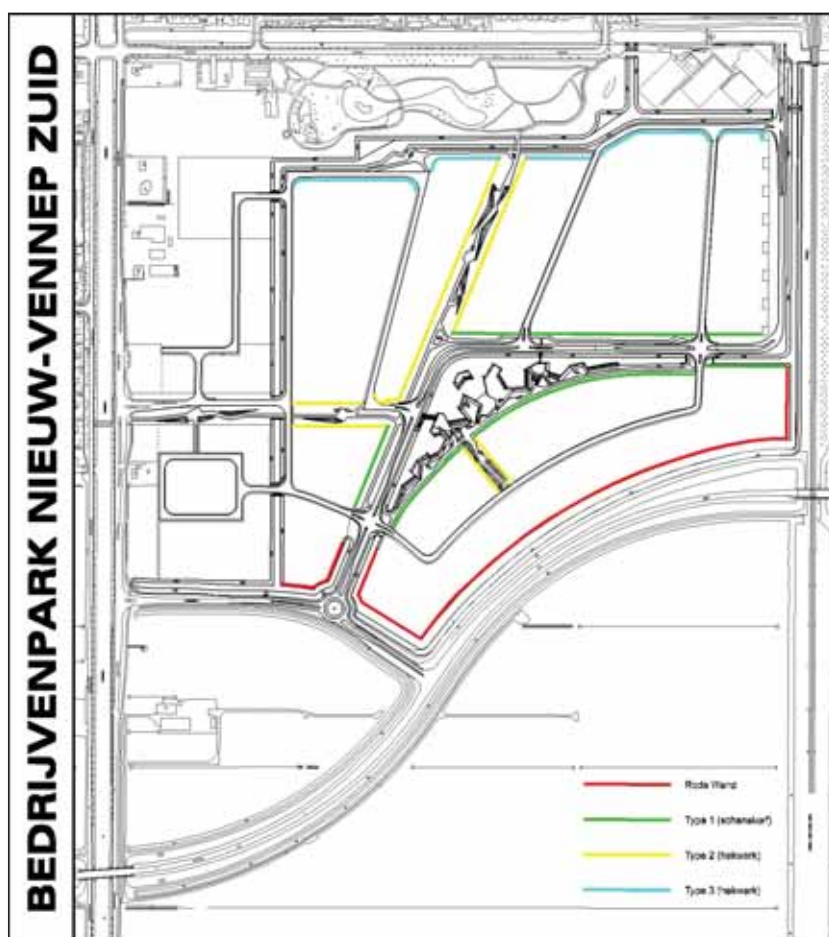 BEDRIJVENPARK NIEUW-VENNEP ZUID
Rode Wand
Type 1 (schanskorf)
Type 2 (hekwerk)
Type 3 (hekwerk)